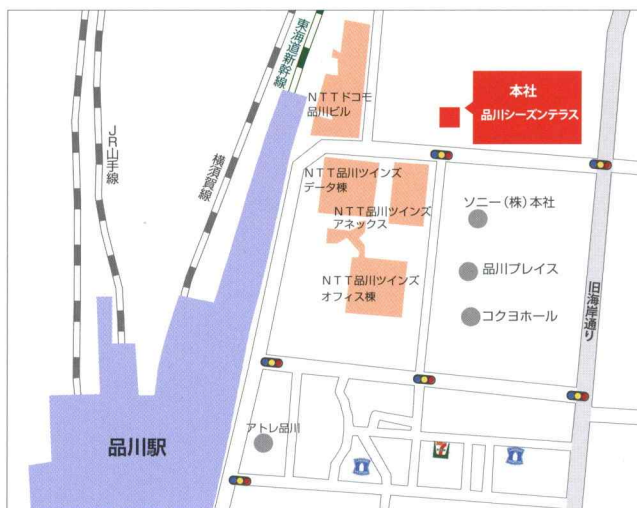 東海道新幹線
NTTドコモ
品川ビル
本社
品川シーズンテラス
JR山手線
横須賀線
NTT品川ツインズ
データ棟
NTT品川ツインズ
アネックス
ソニー(株)本社
品川プレイス
NTT品川ツインズ
オフィス棟
コクヨホール
旧海岸通り
アトレ品川
品川駅
7